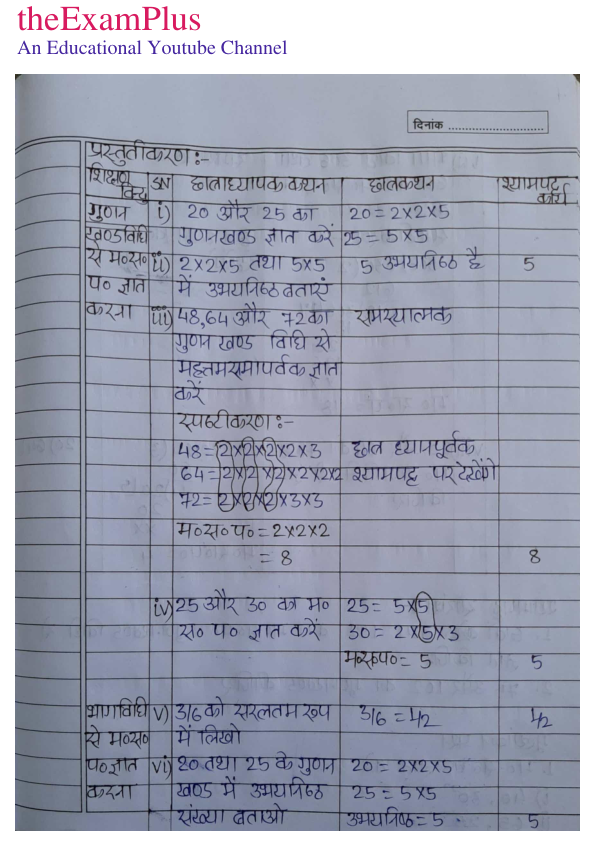 theExamPlus
An Educational Youtube Channel
दिनांक ............................
प्रस्तुतीकरण :-
शिक्षण बिन्दु SN छात्राध्यापक कथन छात्रकथन श्यामपट्ट कार्य
गुणन i) 20 और 25 का 20 = 2×2×5
खण्डविधि गुणनखण्ड ज्ञात करें 25 = 5×5
से म०स० ii) 2×2×5 तथा 5×5 5 उभयनिष्ठ है 5
प० ज्ञात में उभयनिष्ठ बताएं
करना iii) 48,64 और 72 का समस्यात्मक
गुणन खण्ड विधि से
महत्तमसमापर्वतक ज्ञात
करें
स्पष्टीकरण :-
48 = 2×2×2×2×3 छात्र ध्यानपूर्वक
64 = 2×2×2×2×2×2 श्यामपट्ट पर देखेंगे
72 = 2×2×2×3×3
म०स०प० = 2×2×2
= 8 8
iv) 25 और 30 का म० 25 = 5×5
स० प० ज्ञात करें 30 = 2×5×3
म०स०प० = 5 5
भागविधि v) 3/6 को सरलतम रूप 3/6 = 1/2 1/2
से म०स० में लिखो
प०ज्ञात vi) 20 तथा 25 के गुणन 20 = 2×2×5
करना खण्ड में उभयनिष्ठ 25 = 5×5
संख्या बताओ उभयनिष्ठ = 5 5